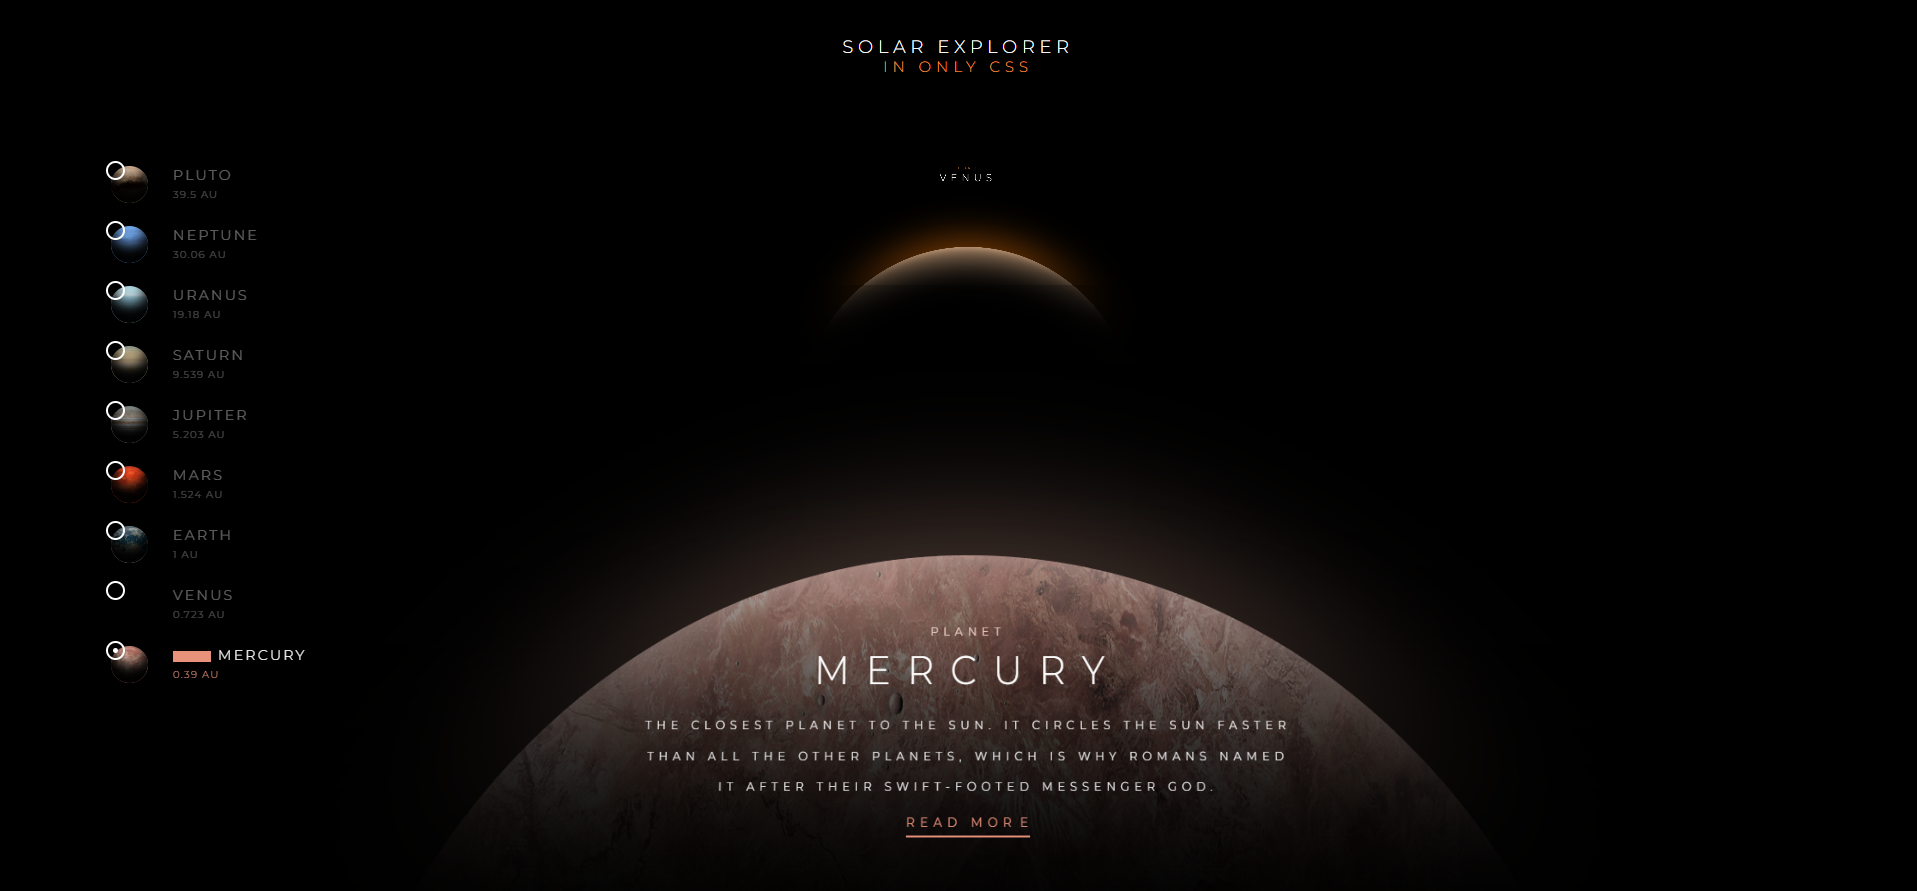 SOLAR EXPLORER
IN ONLY CSS
PLUTO
39.5 AU
NEPTUNE
30.06 AU
URANUS
19.18 AU
SATURN
9.539 AU
JUPITER
5.203 AU
MARS
1.524 AU
EARTH
1 AU
VENUS
0.723 AU
MERCURY
0.39 AU
VENUS
PLANET
MERCURY
THE CLOSEST PLANET TO THE SUN. IT CIRCLES THE SUN FASTER
THAN ALL THE OTHER PLANETS, WHICH IS WHY ROMANS NAMED
IT AFTER THEIR SWIFT-FOOTED MESSENGER GOD.
READ MORE